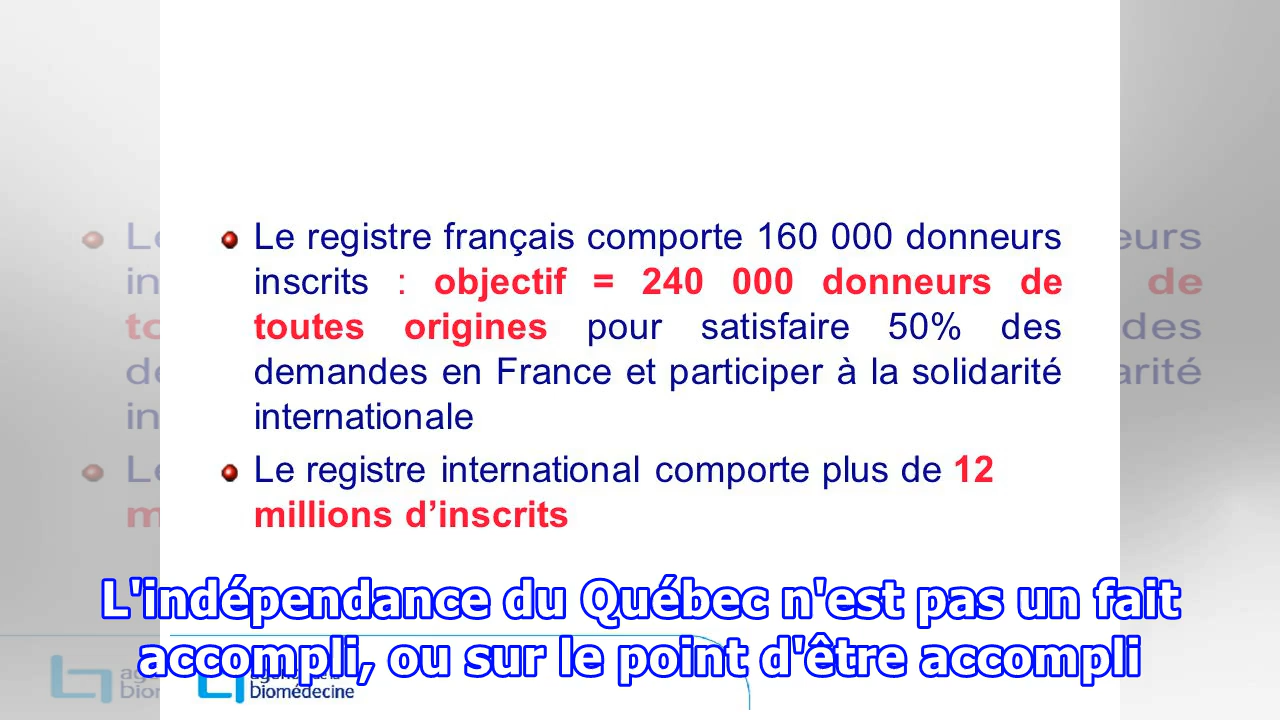 Le registre français comporte 160 000 donneurs
inscrits : objectif = 240 000 donneurs de
toutes origines pour satisfaire 50% des
demandes en France et participer à la solidarité
internationale
Le registre international comporte plus de 12
millions d’inscrits
L'indépendance du Québec n'est pas un fait
accompli, ou sur le point d'être accompli
biomédecine